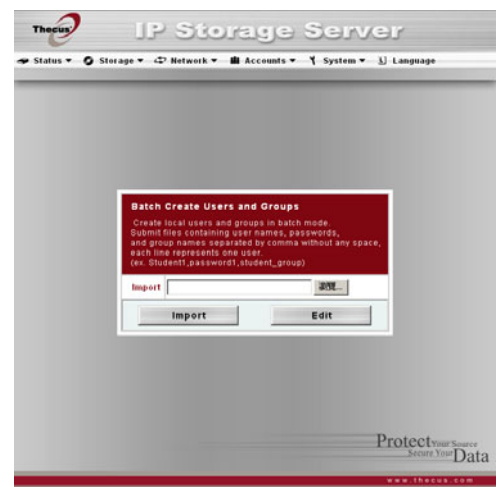 Thecus
IP Storage Server
Status Storage Network Accounts System Language
Batch Create Users and Groups
Create local users and groups in batch mode.
Submit files containing user names, passwords,
and group names separated by comma without any space,
each line represents one user.
(ex. Student1,password1,student_group)
Import 瀏覽...
Import Edit
Protect Your Source
Secure Your Data
www.thecus.com